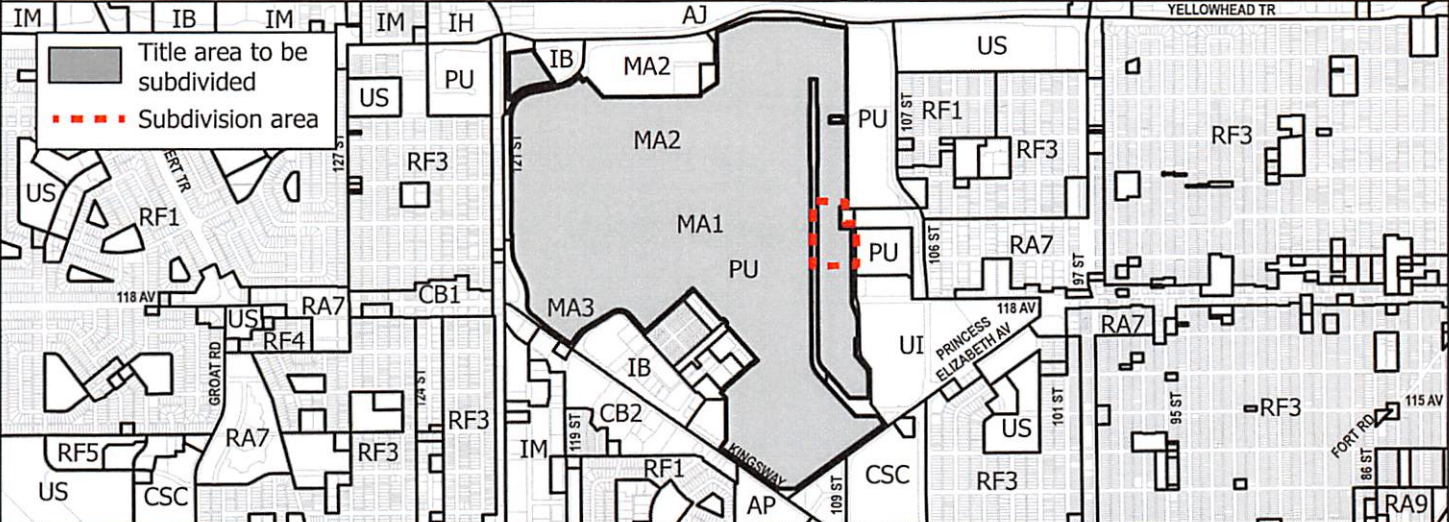 IM
IB
IM
IM
IH
AJ
YELLOWHEAD TR
Title area to be
subdivided
Subdivision area
US
PU
IB
MA2
US
PU
107 ST
RF1
RF3
RF3
127 ST
RF3
121 ST
MA2
US
ERT TR
RF1
MA1
PU
PU
106 ST
RA7
97 ST
118 AV
US
RA7
CB1
MA3
118 AV
RA7
RF4
IB
UI
PRINCESS
ELIZABETH AV
GROAT RD
124 ST
RF3
CB2
119 ST
IM
RA7
RF3
RF1
KINGSWAY
US
101 ST
95 ST
RF3
115 AV
FORT RD
86 ST
RF5
US
CSC
AP
109 ST
CSC
RF3
RA9